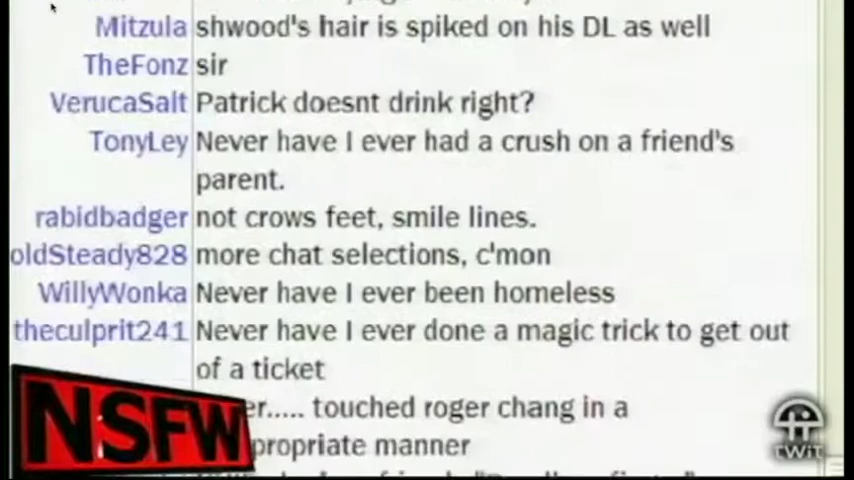 Mitzula shwood's hair is spiked on his DL as well
TheFonz sir
VerucaSalt Patrick doesnt drink right?
TonyLey Never have I ever had a crush on a friend's
parent.
rabidbadger not crows feet, smile lines.
oldSteady828 more chat selections, c'mon
WillyWonka Never have I ever been homeless
theculprit241 Never have I ever done a magic trick to get out
of a ticket
er..... touched roger chang in a
propriate manner
NSFW
tWiT